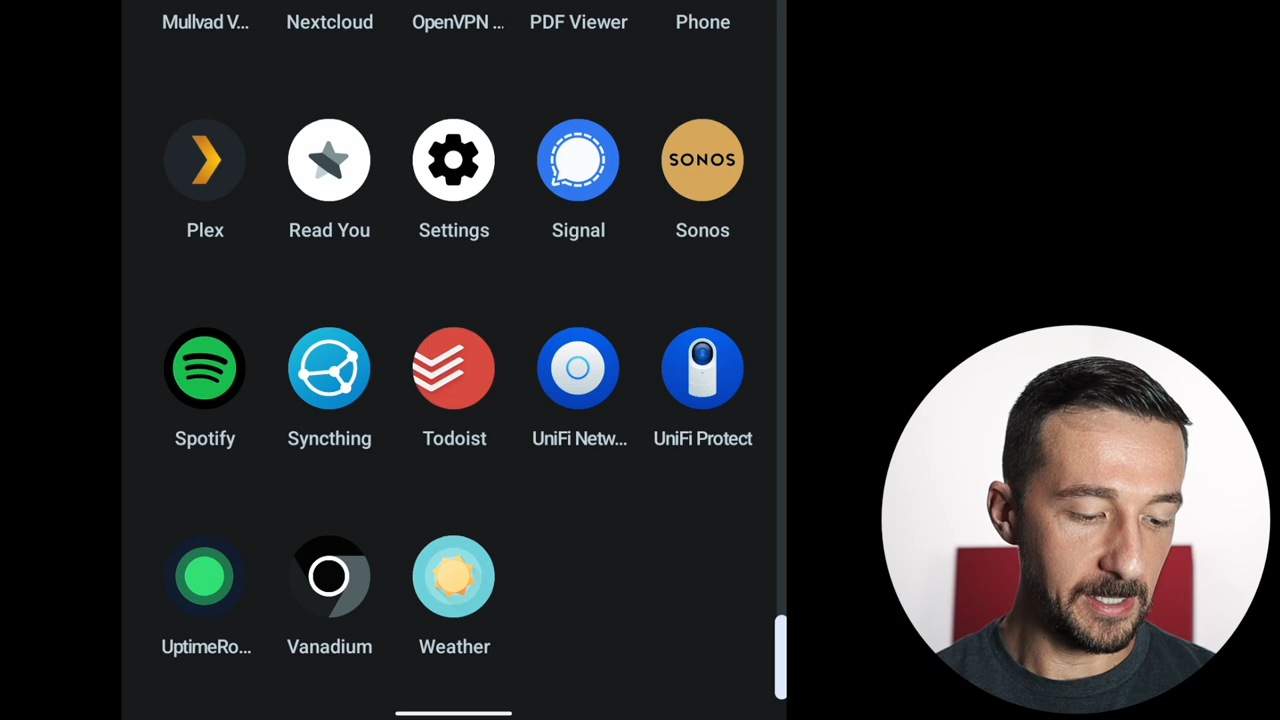 Mullvad V... Nextcloud OpenVPN ... PDF Viewer Phone
SONOS
Plex Read You Settings Signal Sonos
Spotify Syncthing Todoist UniFi Netw... UniFi Protect
UptimeRo... Vanadium Weather